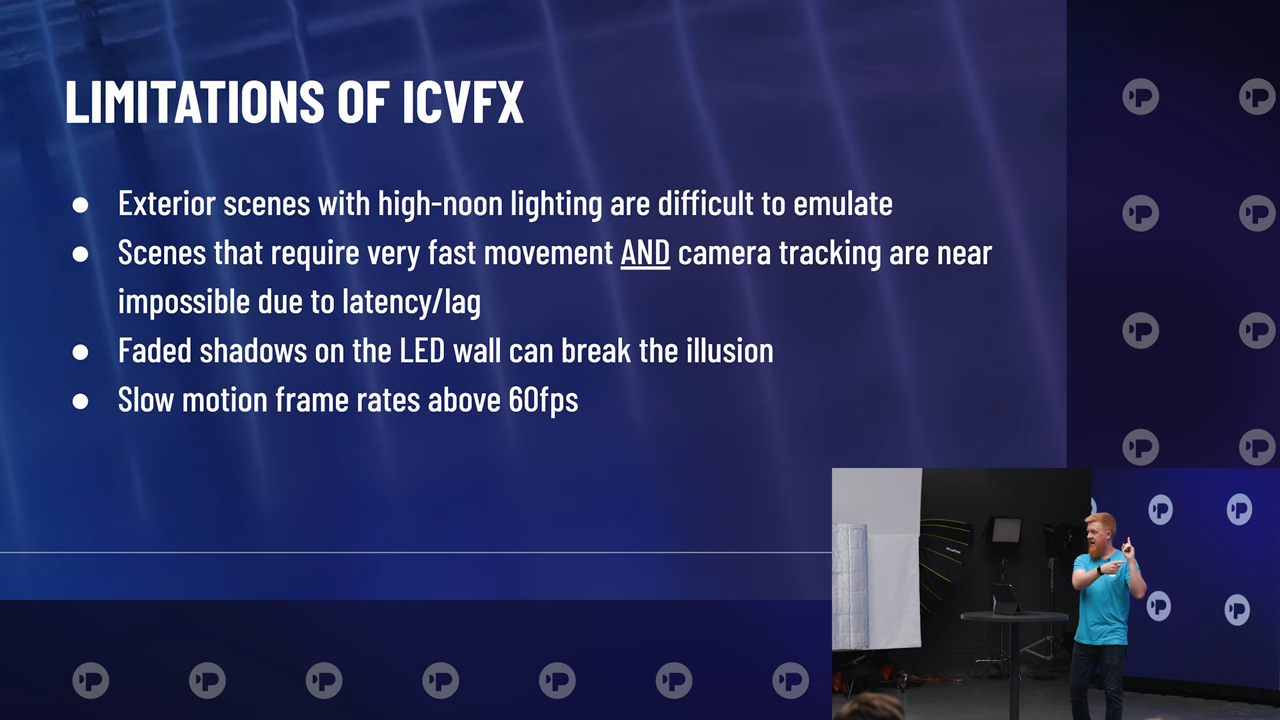 LIMITATIONS OF ICVFX
● Exterior scenes with high-noon lighting are difficult to emulate
● Scenes that require very fast movement AND camera tracking are near
impossible due to latency/lag
● Faded shadows on the LED wall can break the illusion
● Slow motion frame rates above 60fps